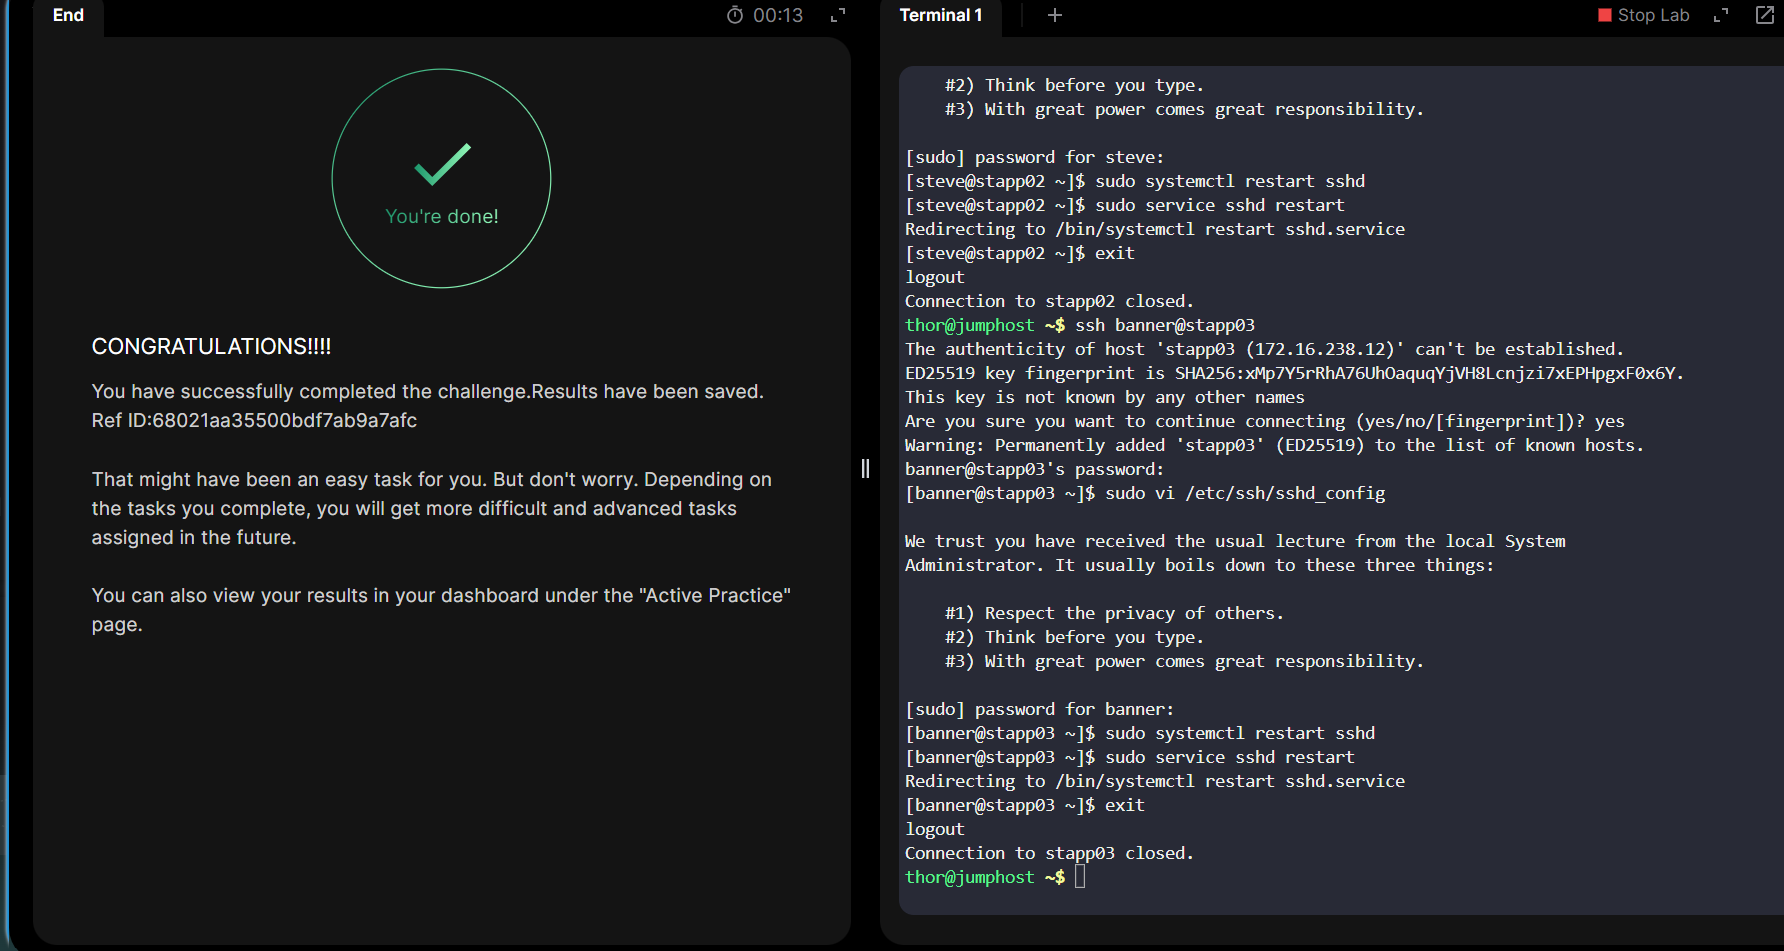 End
00:13
You're done!
CONGRATULATIONS!!!!
You have successfully completed the challenge.Results have been saved.
Ref ID:68021aa35500bdf7ab9a7afc
That might have been an easy task for you. But don't worry. Depending on
the tasks you complete, you will get more difficult and advanced tasks
assigned in the future.
You can also view your results in your dashboard under the "Active Practice"
page.
Terminal 1
+
Stop Lab
#2) Think before you type.
#3) With great power comes great responsibility.
[sudo] password for steve:
[steve@stapp02 ~]$ sudo systemctl restart sshd
[steve@stapp02 ~]$ sudo service sshd restart
Redirecting to /bin/systemctl restart sshd.service
[steve@stapp02 ~]$ exit
logout
Connection to stapp02 closed.
thor@jumphost ~$ ssh banner@stapp03
The authenticity of host 'stapp03 (172.16.238.12)' can't be established.
ED25519 key fingerprint is SHA256:xMp7Y5rRhA76UhOaquqYjVH8Lcnjzi7xEPHpgxF0x6Y.
This key is not known by any other names
Are you sure you want to continue connecting (yes/no/[fingerprint])? yes
Warning: Permanently added 'stapp03' (ED25519) to the list of known hosts.
banner@stapp03's password:
[banner@stapp03 ~]$ sudo vi /etc/ssh/sshd_config
We trust you have received the usual lecture from the local System
Administrator. It usually boils down to these three things:
#1) Respect the privacy of others.
#2) Think before you type.
#3) With great power comes great responsibility.
[sudo] password for banner:
[banner@stapp03 ~]$ sudo systemctl restart sshd
[banner@stapp03 ~]$ sudo service sshd restart
Redirecting to /bin/systemctl restart sshd.service
[banner@stapp03 ~]$ exit
logout
Connection to stapp03 closed.
thor@jumphost ~$